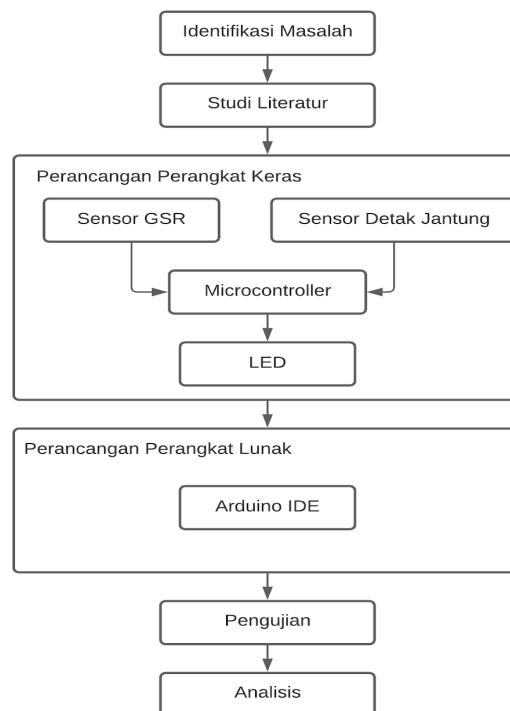 Identifikasi Masalah
Studi Literatur
Perancangan Perangkat Keras
Sensor GSR
Sensor Detak Jantung
Microcontroller
LED
Perancangan Perangkat Lunak
Arduino IDE
Pengujian
Analisis